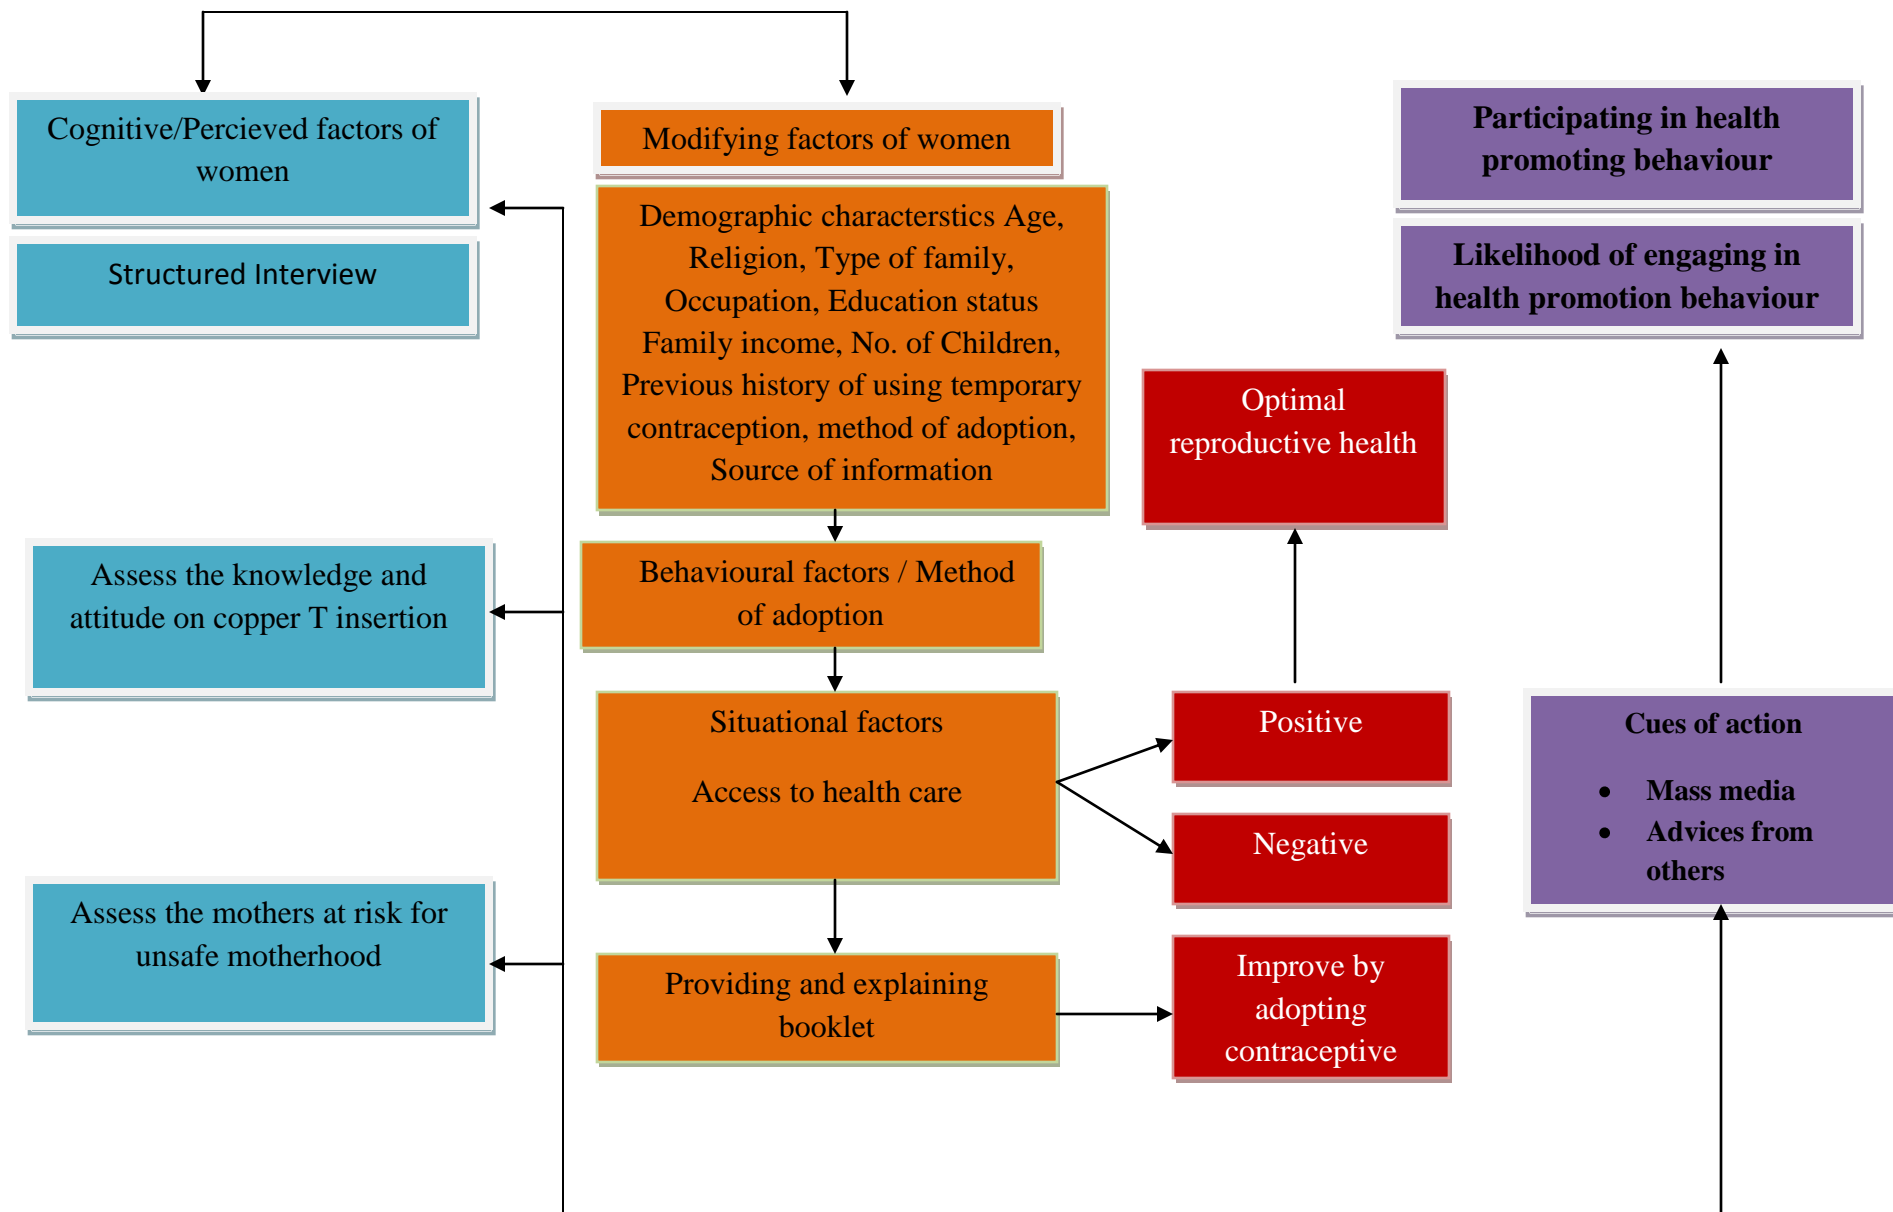 Cognitive/Percieved factors of
women
Structured Interview
Assess the knowledge and
attitude on copper T insertion
Assess the mothers at risk for
unsafe motherhood
Modifying factors of women
Demographic characterstics Age,
Religion, Type of family,
Occupation, Education status
Family income, No. of Children,
Previous history of using temporary
contraception, method of adoption,
Source of information
Behavioural factors / Method
of adoption
Situational factors
Access to health care
Providing and explaining
booklet
Optimal
reproductive health
Positive
Negative
Improve by
adopting
contraceptive
Participating in health
promoting behaviour
Likelihood of engaging in
health promotion behaviour
Cues of action
• Mass media
• Advices from
others